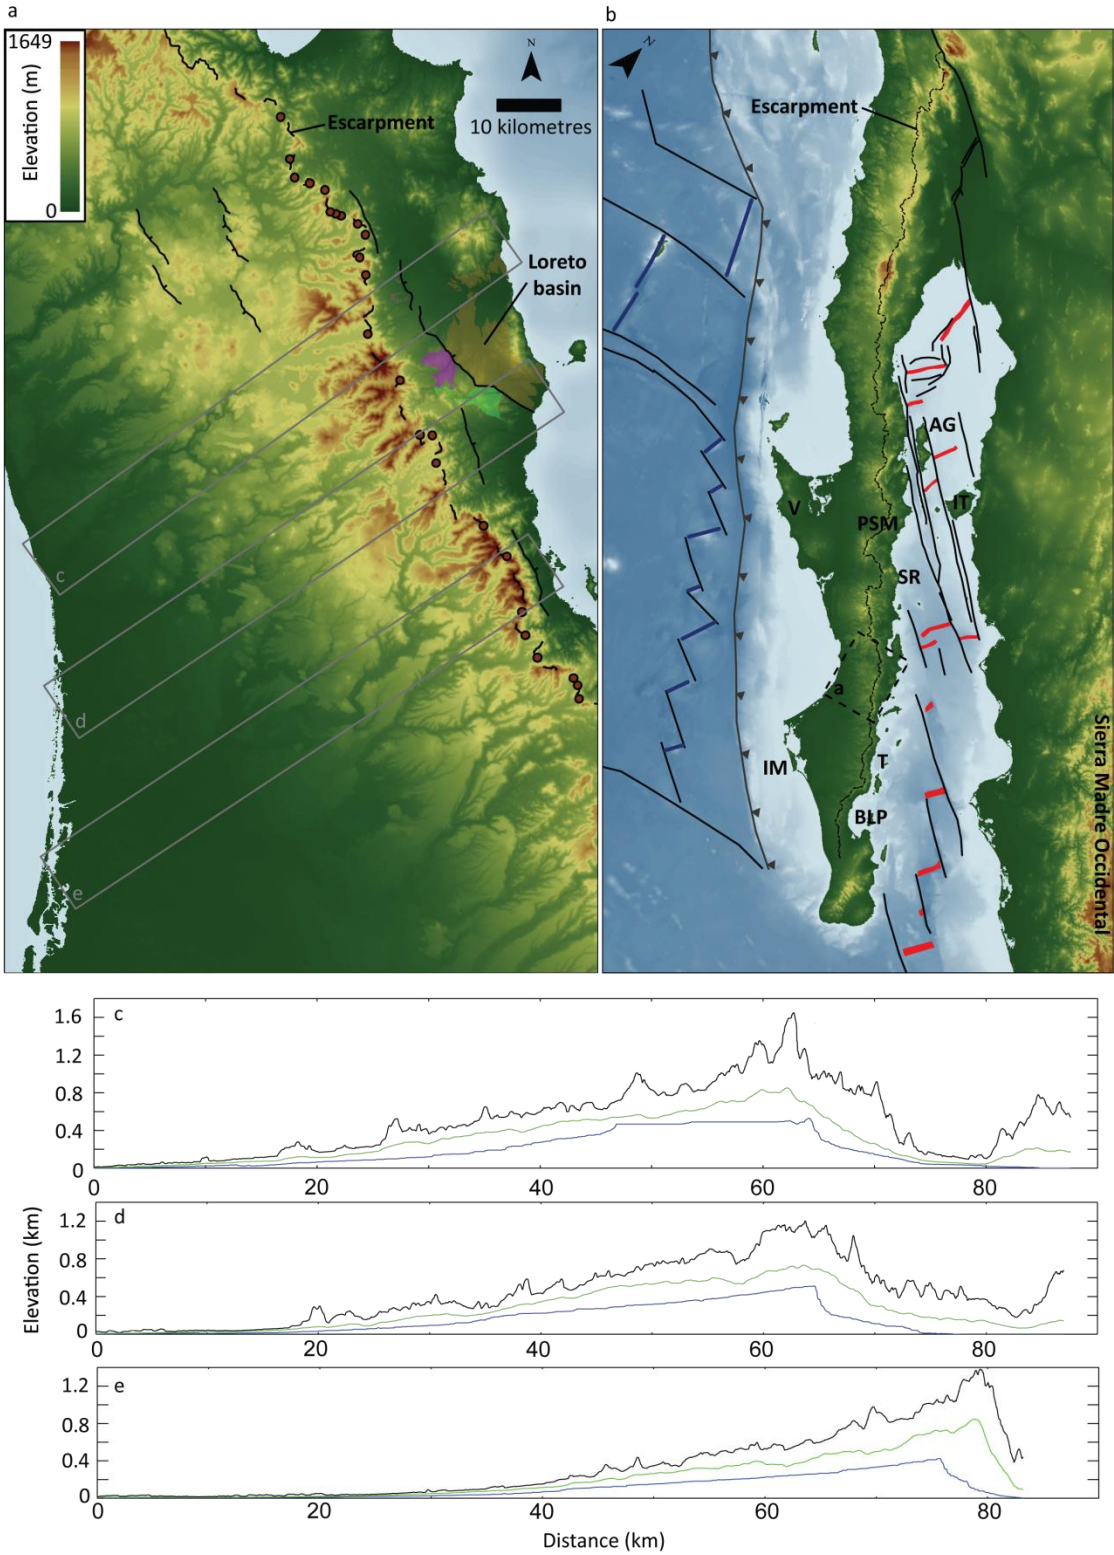 a
1649
Elevation (m)
0
Escarpment
N
10 kilometres
Loreto
basin
c
c
d
e
b
N
Escarpment
AG
V
IT
PSM
SR
a
IM
T
BLP
Sierra Madre Occidental
c
1.6
1.2
0.8
0.4
0
0 20 40 60 80
d
Elevation (km)
1.2
0.8
0.4
0
0 20 40 60 80
e
1.2
0.8
0.4
0
0 20 40 60 80
Distance (km)